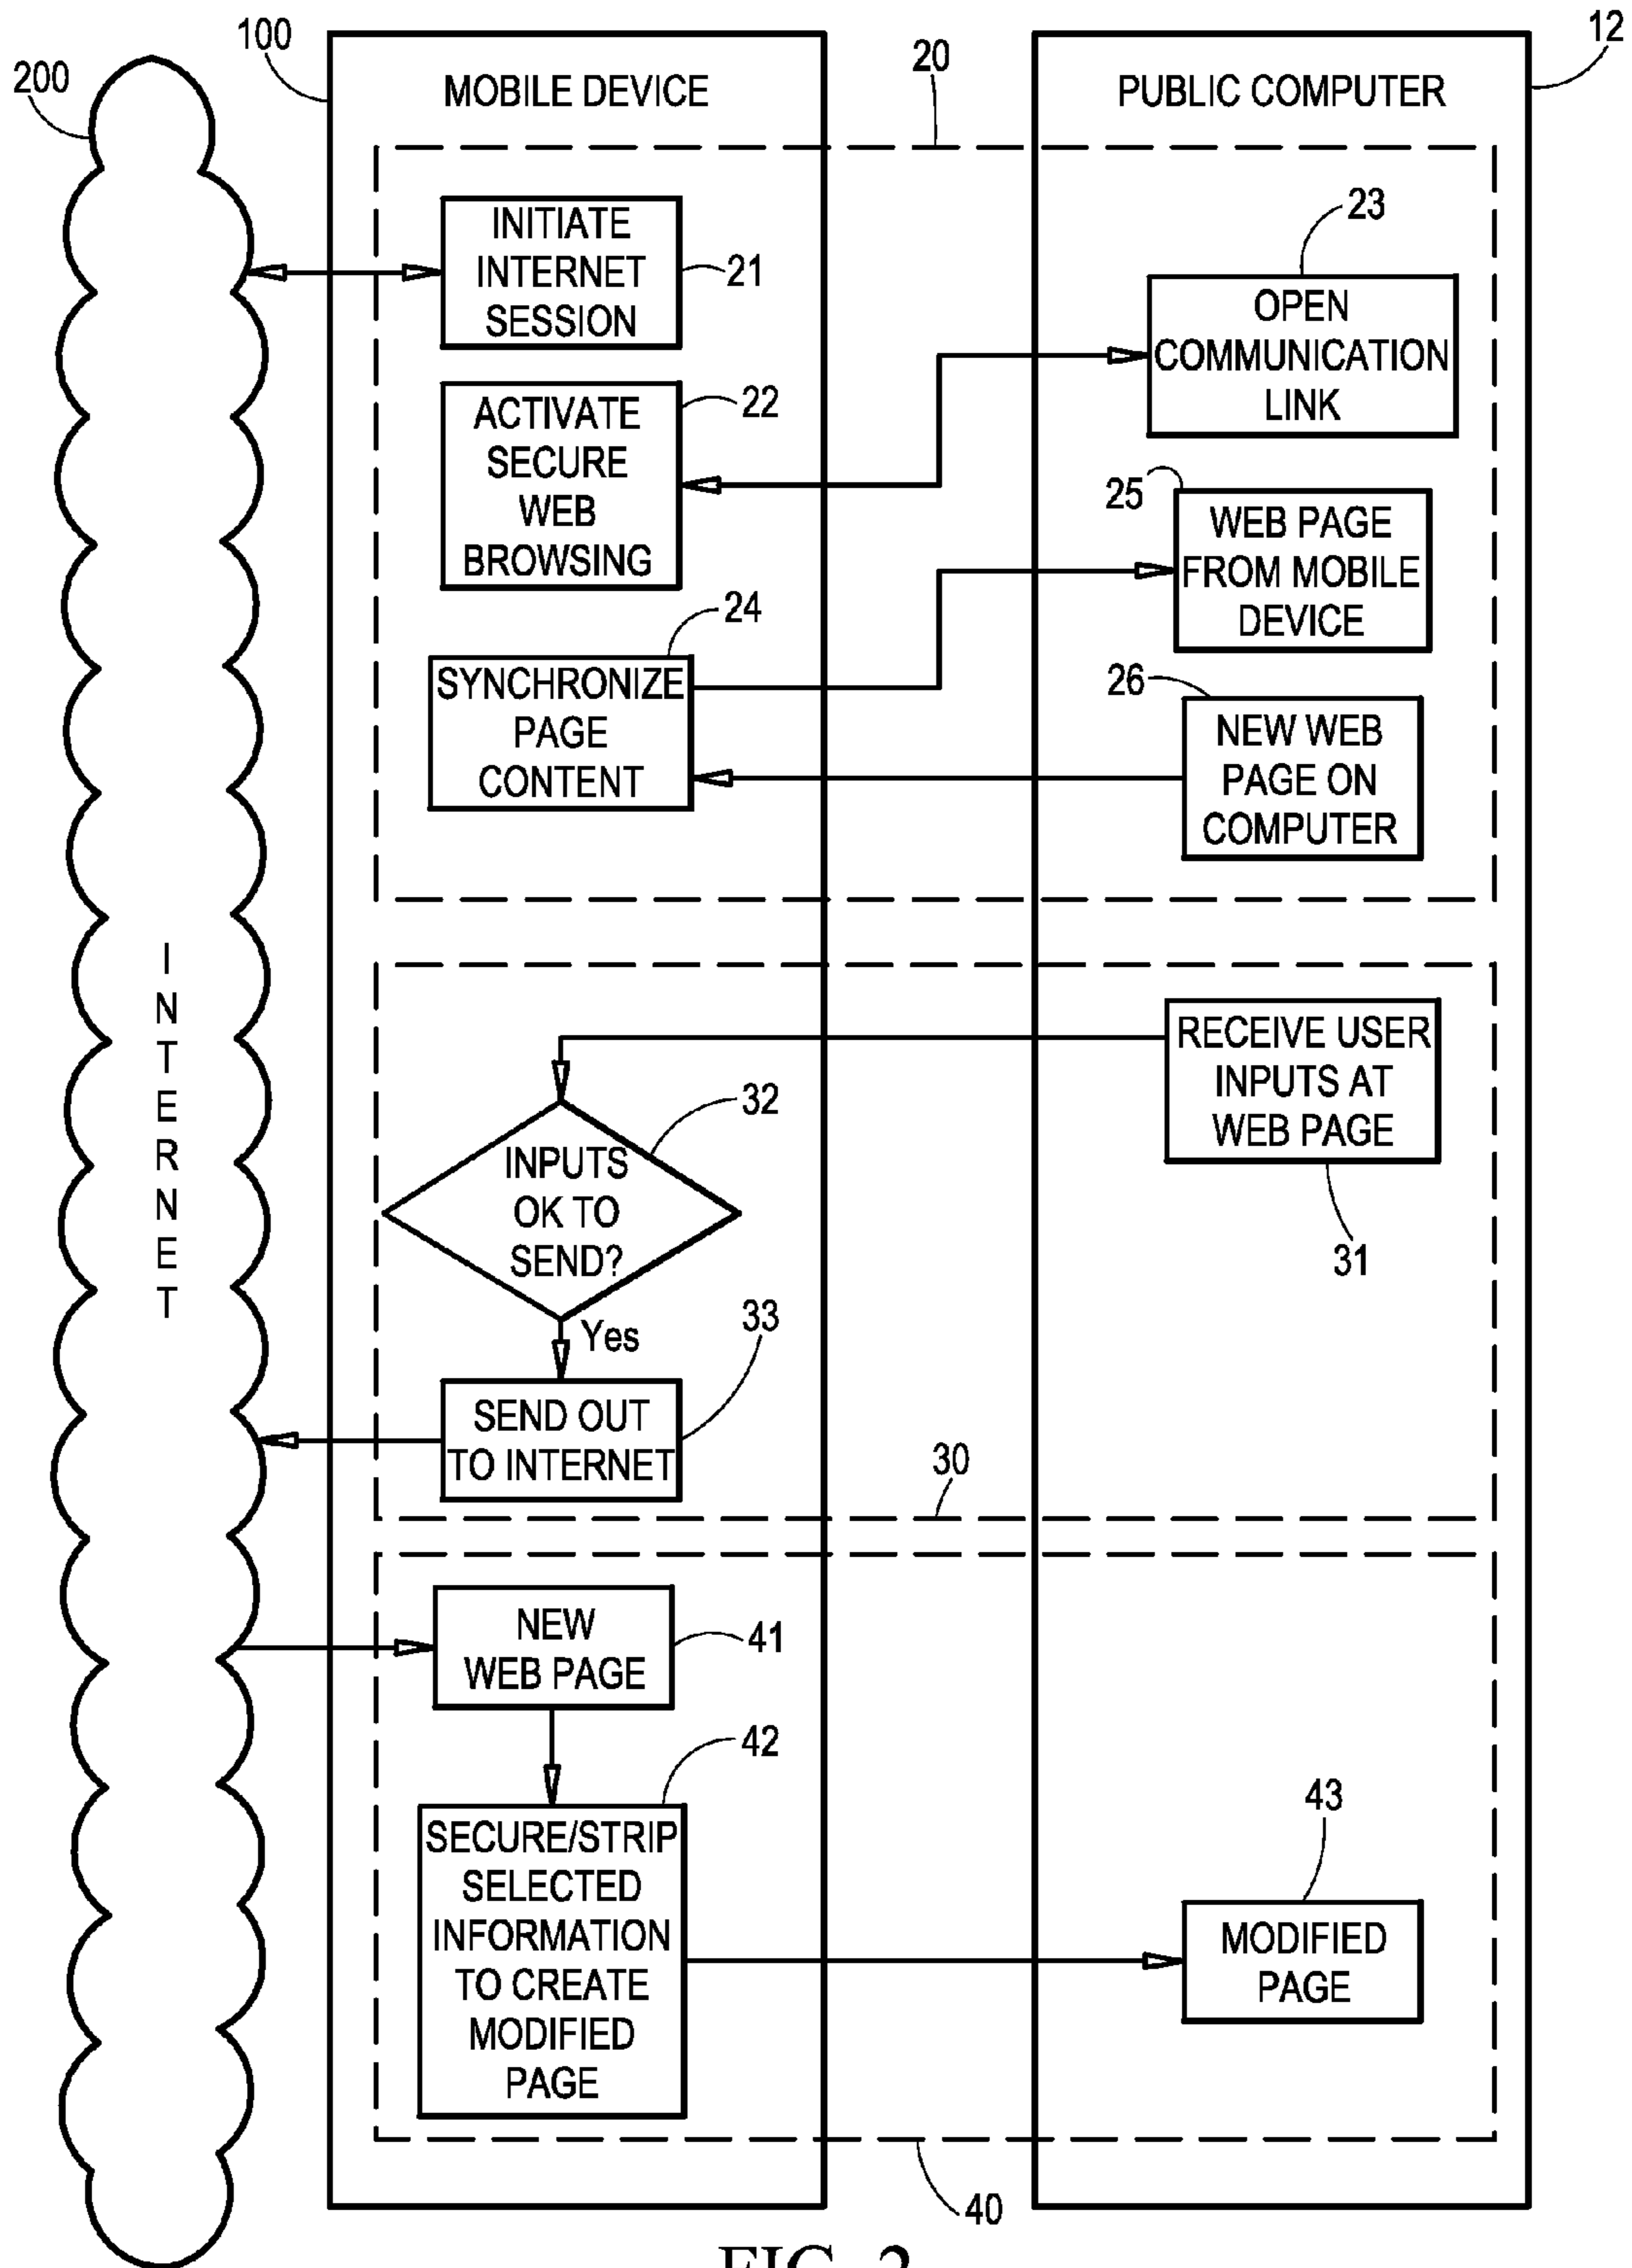 200
100
MOBILE DEVICE
20
PUBLIC COMPUTER
12
INITIATE
INTERNET
SESSION
21
23
OPEN
COMMUNICATION
LINK
ACTIVATE
SECURE
WEB
BROWSING
22
25
WEB PAGE
FROM MOBILE
DEVICE
24
SYNCHRONIZE
PAGE
CONTENT
26
NEW WEB
PAGE ON
COMPUTER
INTERNET
RECEIVE USER
INPUTS AT
WEB PAGE
31
32
INPUTS
OK TO
SEND?
Yes
33
SEND OUT
TO INTERNET
30
NEW
WEB PAGE
41
42
SECURE/STRIP
SELECTED
INFORMATION
TO CREATE
MODIFIED
PAGE
43
MODIFIED
PAGE
40
FIG. 2